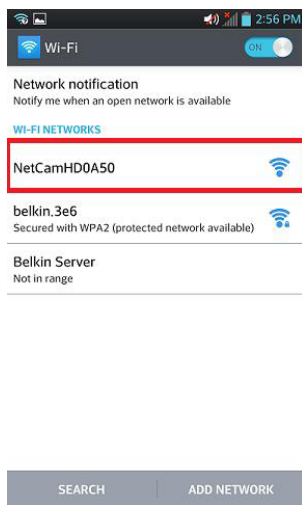 2:56 PM
Wi-Fi
ON
Network notification
Notify me when an open network is available
WI-FI NETWORKS
NetCamHD0A50
belkin.3e6
Secured with WPA2 (protected network available)
Belkin Server
Not in range
SEARCH
ADD NETWORK